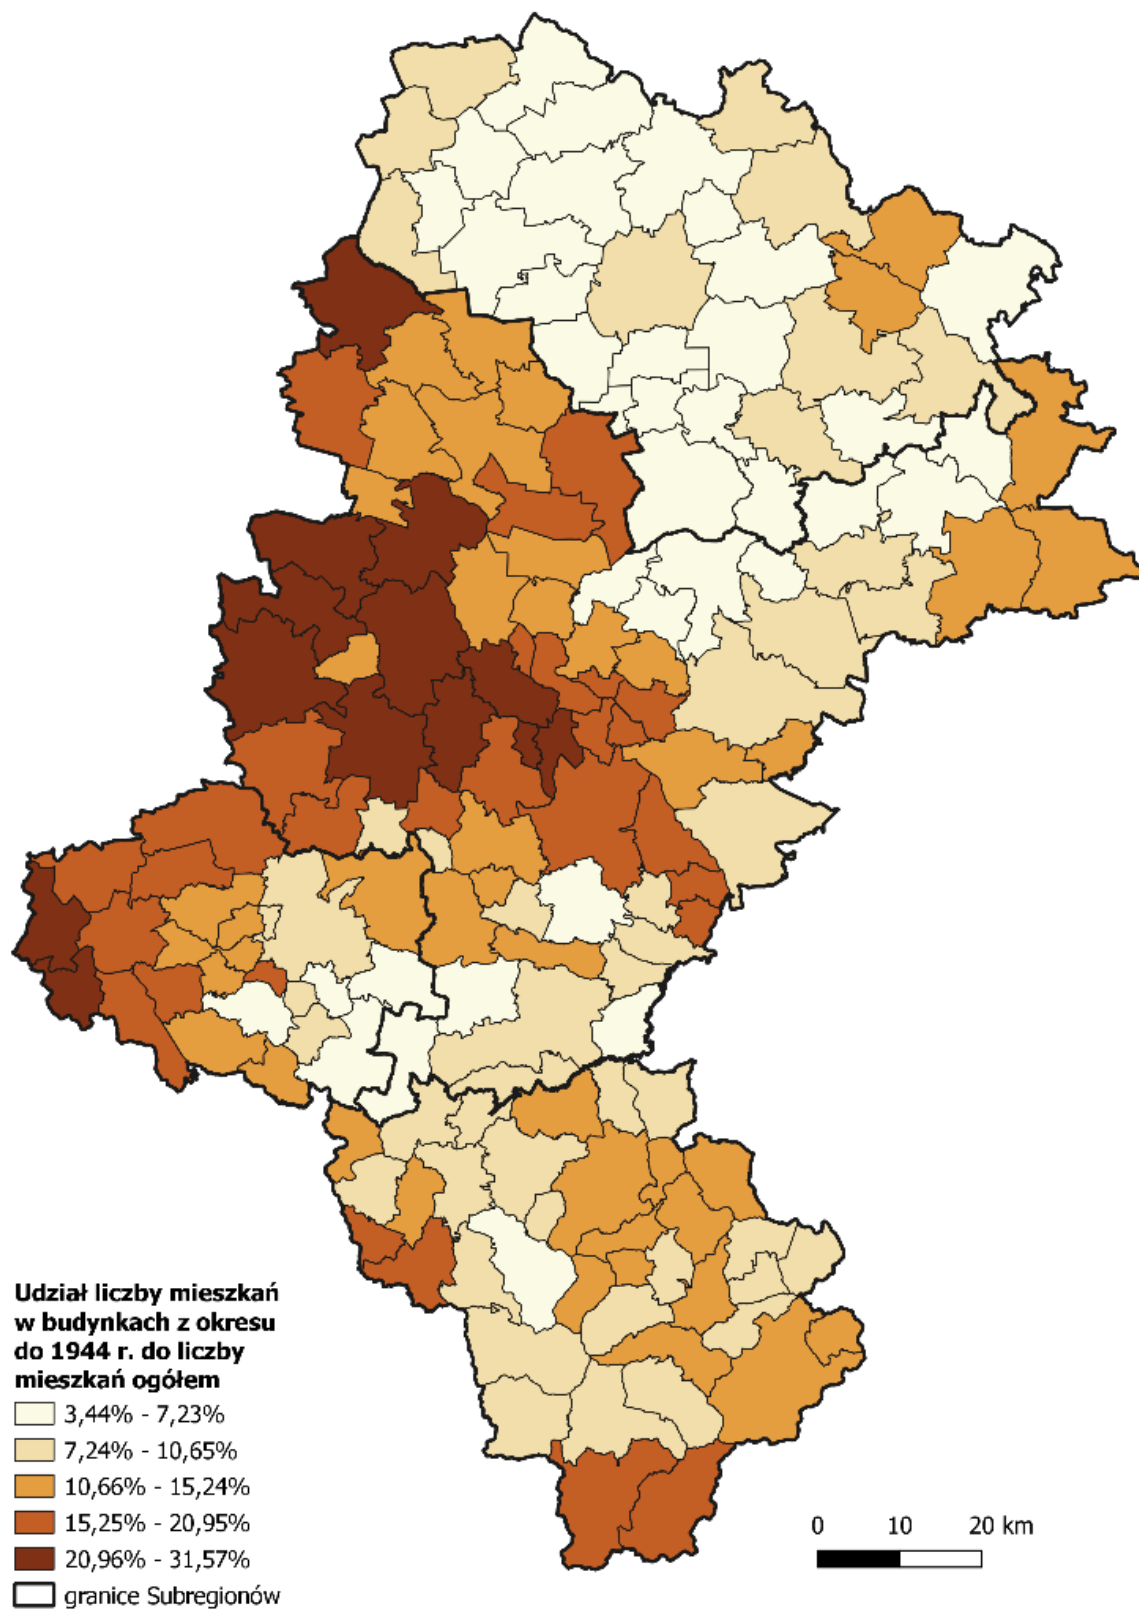 Udział liczby mieszkań
w budynkach z okresu
do 1944 r. do liczby
mieszkań ogółem
3,44% - 7,23%
7,24% - 10,65%
10,66% - 15,24%
15,25% - 20,95%
20,96% - 31,57%
granice Subregionów
0 10 20 km